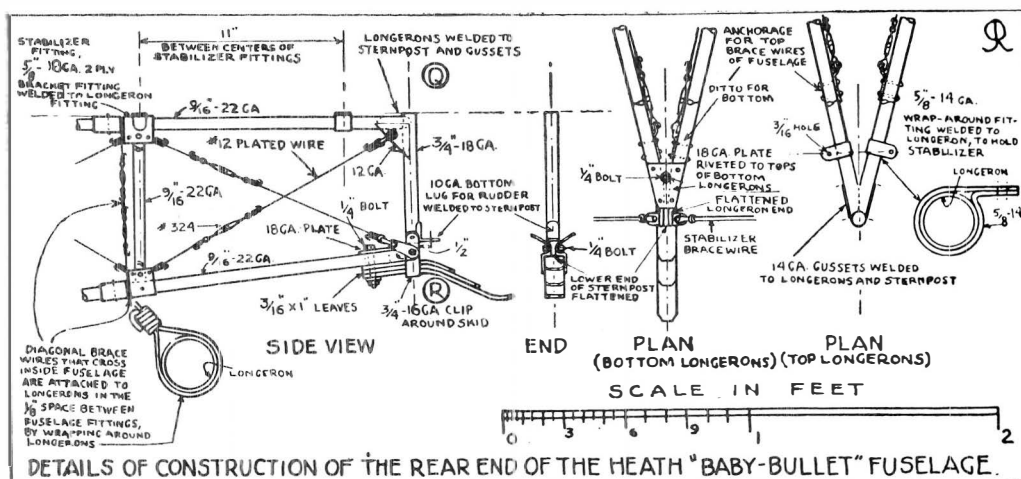 STABILIZER
FITTING,
5/8"-18GA. 2 PLY
BRACKET FITTING
WELDED TO LONGERON
FITTING
11"
BETWEEN CENTERS OF
STABILIZER FITTINGS
LONGERONS WELDED TO
STERNPOST AND GUSSETS
Q
9/16"-22GA
#12 PLATED WIRE
12 GA.
3/4"-18GA.
9/16"-22GA
#324
1/4" BOLT
18GA. PLATE
9/16"-22GA
10GA. BOTTOM
LUG FOR RUDDER
WELDED TO STERNPOST
1/2"
R
3/16" X 1" LEAVES
3/4"-16GA CLIP
AROUND SKID
SIDE VIEW
DIAGONAL BRACE
WIRES THAT CROSS
INSIDE FUSELAGE
ARE ATTACHED TO
LONGERONS IN THE
1/8" SPACE BETWEEN
FUSELAGE FITTINGS,
BY WRAPPING AROUND
LONGERONS
LONGERON
END
1/4" BOLT
LOWER END
OF STERNPOST
FLATTENED
1/4 BOLT
ANCHORAGE FOR
TOP BRACE WIRES
OF FUSELAGE
DITTO FOR
BOTTOM
18GA. PLATE
RIVETED TO TOPS
OF BOTTOM
LONGERONS
FLATTENED
LONGERON END
STABILIZER
BRACE WIRE
PLAN
(BOTTOM LONGERONS)
3/16" HOLE
5/8"-14 GA.
WRAP-AROUND FIT-
TING WELDED TO
LONGERON, TO HOLD
STABILIZER
LONGERON
5/8"-14
14 GA. GUSSETS WELDED
TO LONGERONS AND STERNPOST
PLAN
(TOP LONGERONS)
SCALE IN FEET
0 3 6 9 1 2
DETAILS OF CONSTRUCTION OF THE REAR END OF THE HEATH "BABY-BULLET" FUSELAGE.